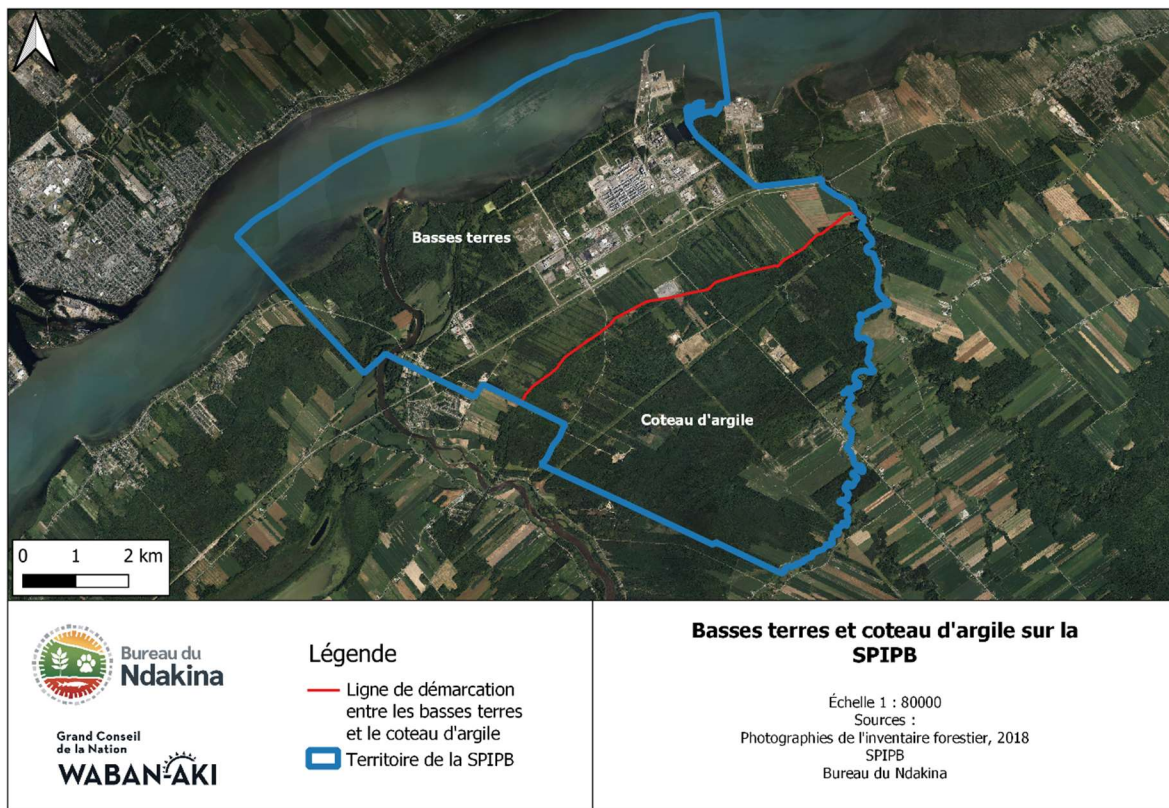 Basses terres
Coteau d'argile
0 1 2 km
Bureau du
Ndakina
Grand Conseil
de la Nation
WABAN-AKI
Légende
Ligne de démarcation
entre les basses terres
et le coteau d'argile
Territoire de la SPIPB
Basses terres et coteau d'argile sur la
SPIPB
Échelle 1 : 80000
Sources :
Photographies de l'inventaire forestier, 2018
SPIPB
Bureau du Ndakina